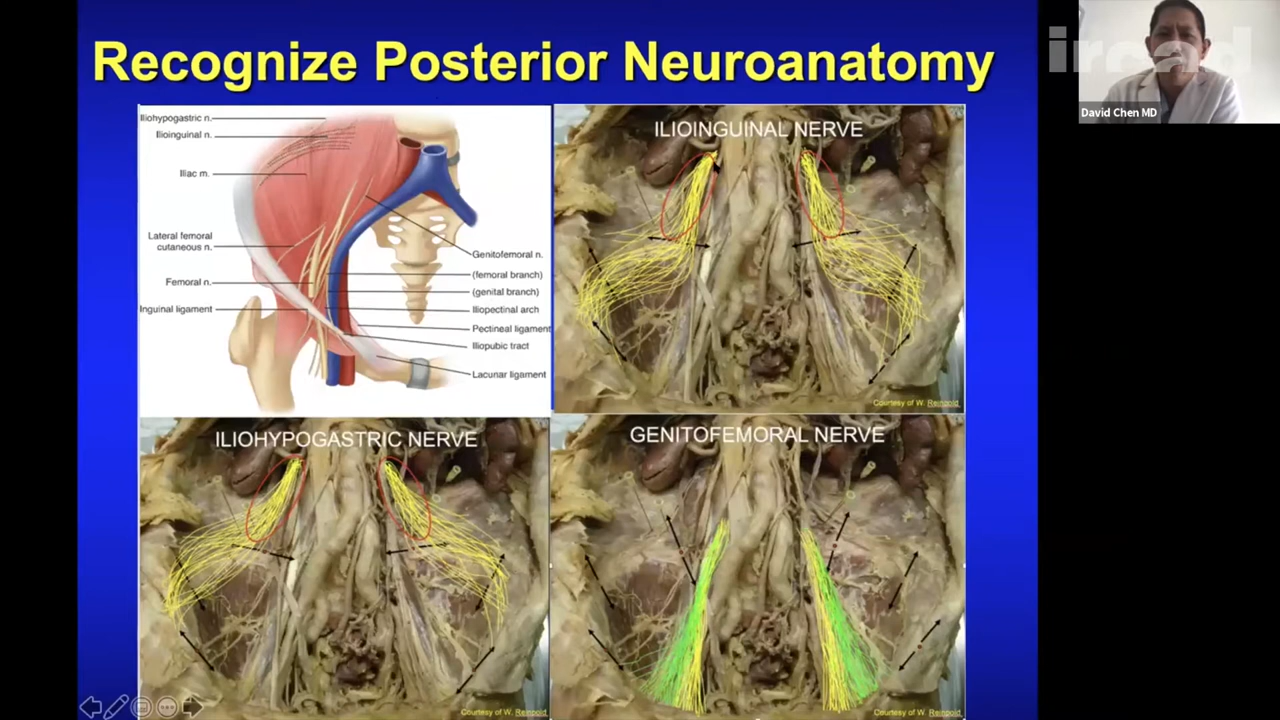 Recognize Posterior Neuroanatomy
ircad
David Chen MD
Iliohypogastric n.
Ilioinguinal n.
Iliac m.
Lateral femoral
cutaneous n.
Femoral n.
Inguinal ligament
Genitofemoral n.
(femoral branch)
(genital branch)
Iliopectinal arch
Pectineal ligament
Iliopubic tract
Lacunar ligament
ILIOINGUINAL NERVE
Courtesy of W. Reinpold
ILIOHYPOGASTRIC NERVE
Courtesy of W. Reinpold
GENITOFEMORAL NERVE
Courtesy of W. Reinpold